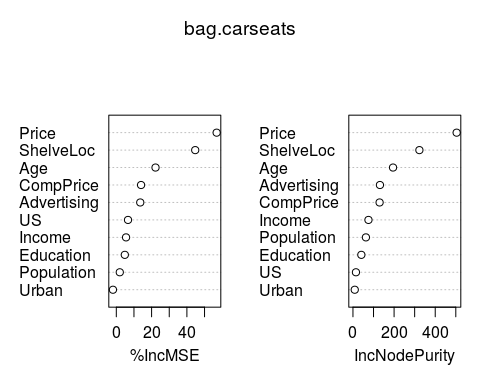 bag.carseats
Price
ShelveLoc
Age
CompPrice
Advertising
US
Income
Education
Population
Urban
0 20 40
%IncMSE
Price
ShelveLoc
Age
Advertising
CompPrice
Income
Population
Education
US
Urban
0 200 400
IncNodePurity